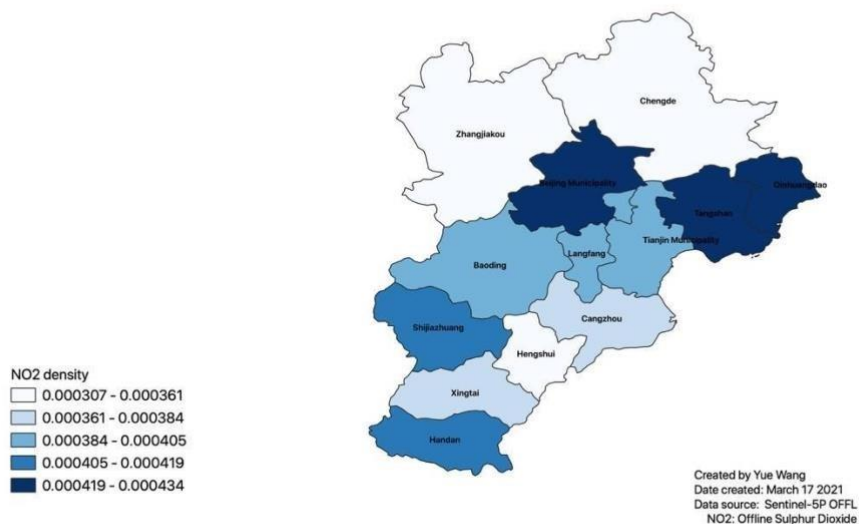 Chengde
Zhangjiakou
Beijing Municipality
Qinhuangdao
Tangshan
Tianjin Municipality
Langfang
Baoding
Cangzhou
Shijiazhuang
Hengshui
Xingtai
Handan
NO2 density
0.000307 - 0.000361
0.000361 - 0.000384
0.000384 - 0.000405
0.000405 - 0.000419
0.000419 - 0.000434
Created by Yue Wang
Date created: March 17 2021
Data source: Sentinel-5P OFFL
NO2: Offline Sulphur Dioxide